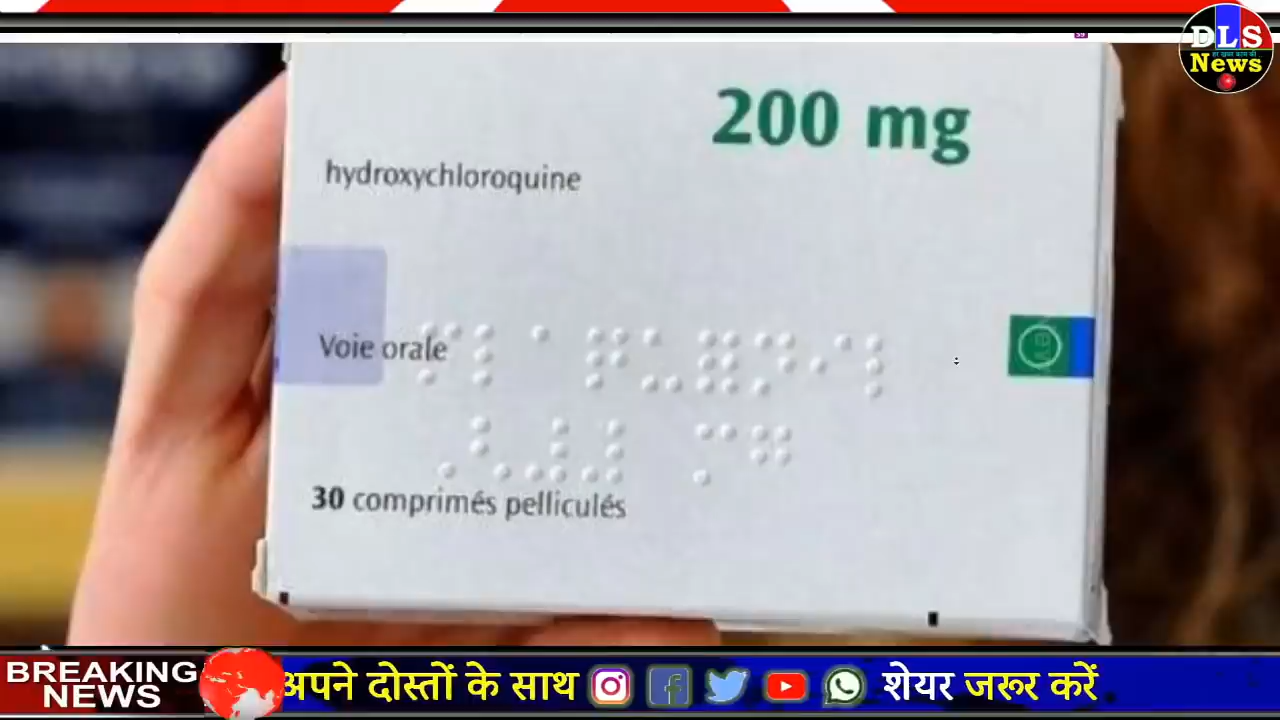 DLS
News
200 mg
hydroxychloroquine
Voie orale
30 comprimés pelliculés
BREAKING
NEWS
अपने दोस्तों के साथ शेयर जरूर करें